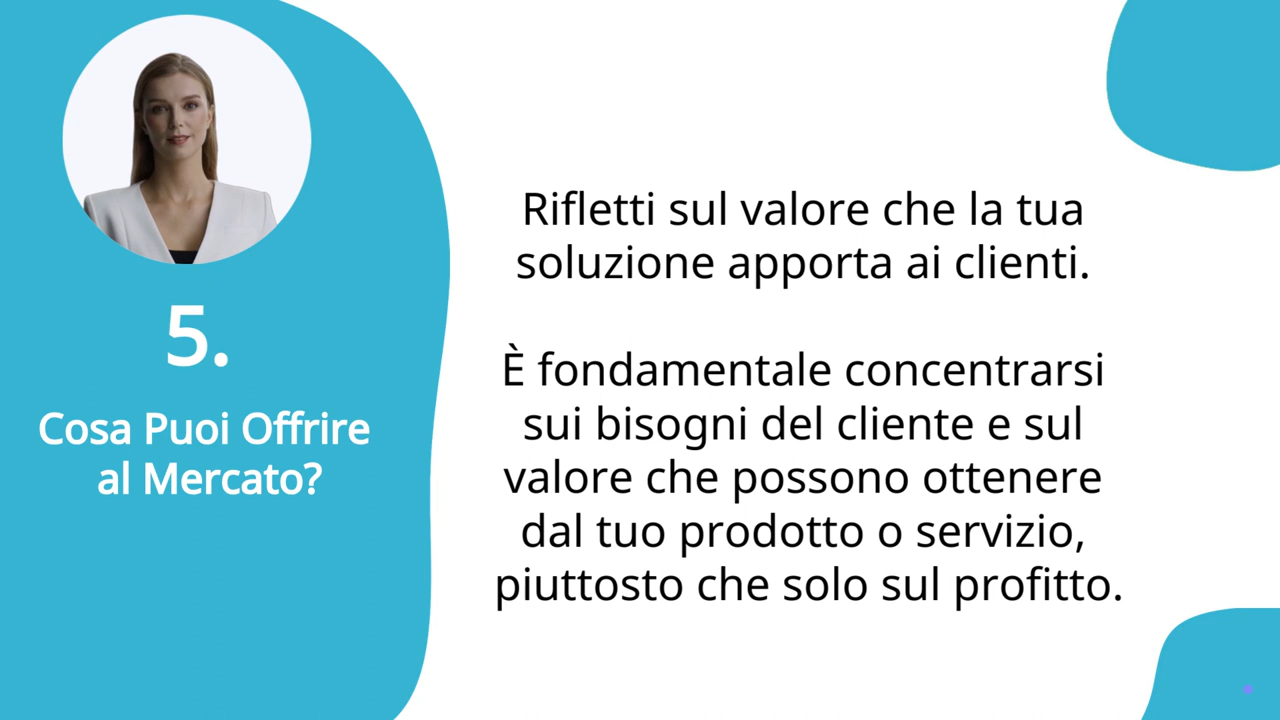 5.
Cosa Puoi Offrire
al Mercato?
Rifletti sul valore che la tua
soluzione apporta ai clienti.
È fondamentale concentrarsi
sui bisogni del cliente e sul
valore che possono ottenere
dal tuo prodotto o servizio,
piuttosto che solo sul profitto.